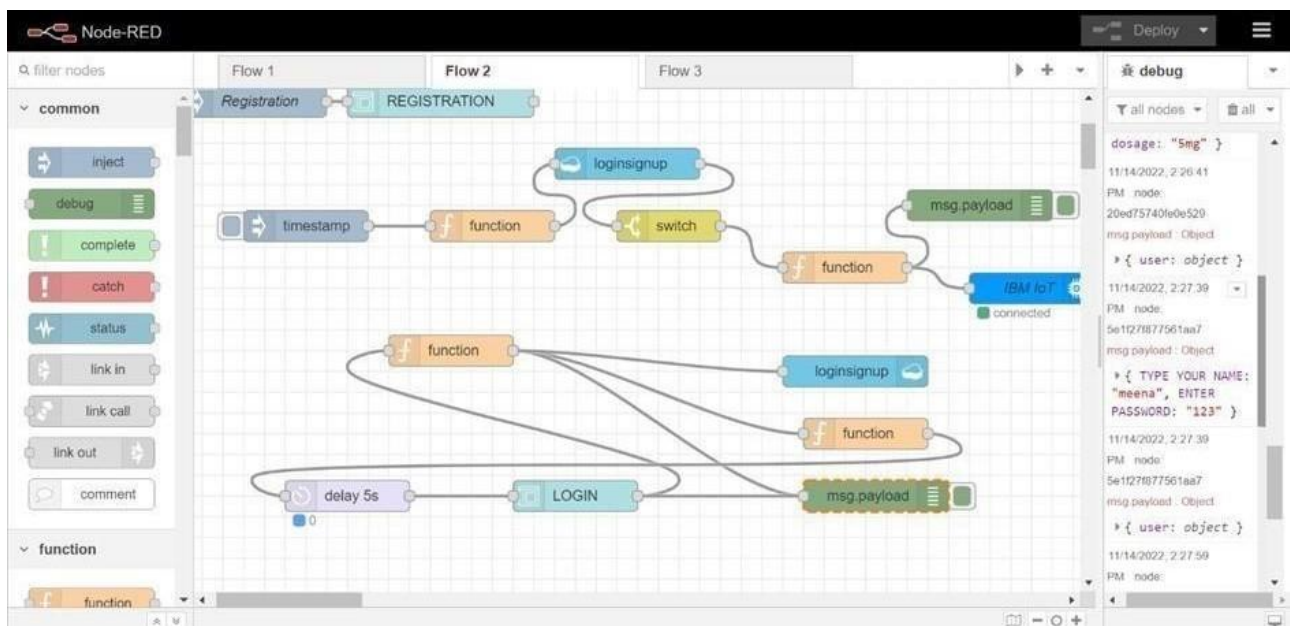 Node-RED
Deploy
filter nodes
Flow 1
Flow 2
Flow 3
debug
common
inject
debug
complete
catch
status
link in
link call
link out
comment
function
function
Registration
REGISTRATION
loginsignup
timestamp
function
switch
msg.payload
function
IBM IoT
connected
function
loginsignup
function
delay 5s
0
LOGIN
msg.payload
all nodes
all
dosage: "5mg" }
11/14/2022, 2:26:41
PM node:
20ed75740fe0e529
msg.payload : Object
{ user: object }
11/14/2022, 2:27:39
PM node:
5e1f27f877561aa7
msg.payload : Object
{ TYPE YOUR NAME:
"meena", ENTER
PASSWORD: "123" }
11/14/2022, 2:27:39
PM node:
5e1f27f877561aa7
msg.payload : Object
{ user: object }
11/14/2022, 2:27:59
PM node: